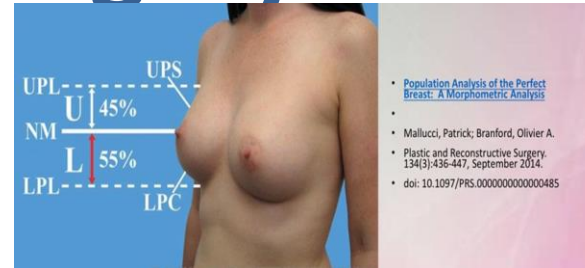 UPL
UPS
U 45%
NM
L 55%
LPL
LPC
• Population Analysis of the Perfect
Breast: A Morphometric Analysis
•
• Mallucci, Patrick; Branford, Olivier A.
• Plastic and Reconstructive Surgery.
134(3):436-447, September 2014.
• doi: 10.1097/PRS.0000000000000485